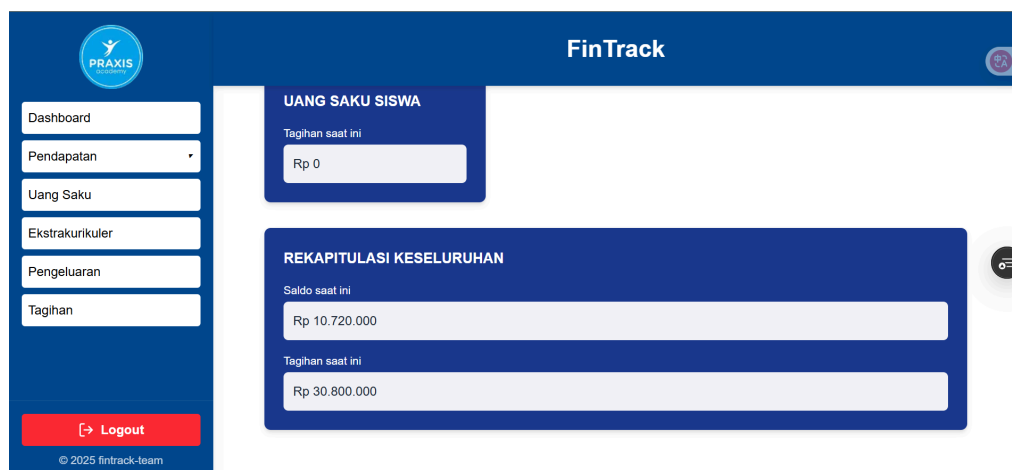 PRAXIS
academy
FinTrack
Dashboard
Pendapatan
Uang Saku
Ekstrakurikuler
Pengeluaran
Tagihan
Logout
© 2025 fintrack-team
UANG SAKU SISWA
Tagihan saat ini
Rp 0
REKAPITULASI KESELURUHAN
Saldo saat ini
Rp 10.720.000
Tagihan saat ini
Rp 30.800.000